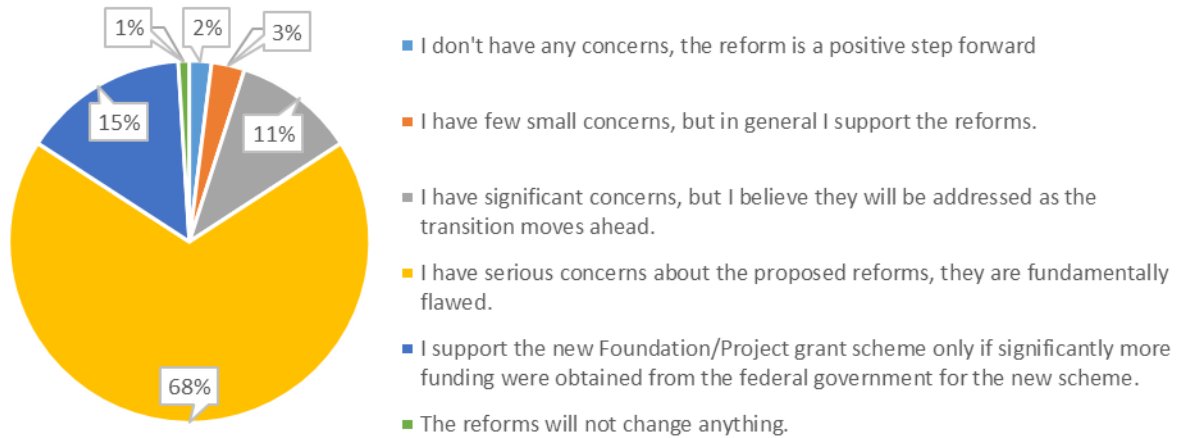 1%
2%
3%
11%
15%
68%
I don't have any concerns, the reform is a positive step forward
I have few small concerns, but in general I support the reforms.
I have significant concerns, but I believe they will be addressed as the
transition moves ahead.
I have serious concerns about the proposed reforms, they are fundamentally
flawed.
I support the new Foundation/Project grant scheme only if significantly more
funding were obtained from the federal government for the new scheme.
The reforms will not change anything.